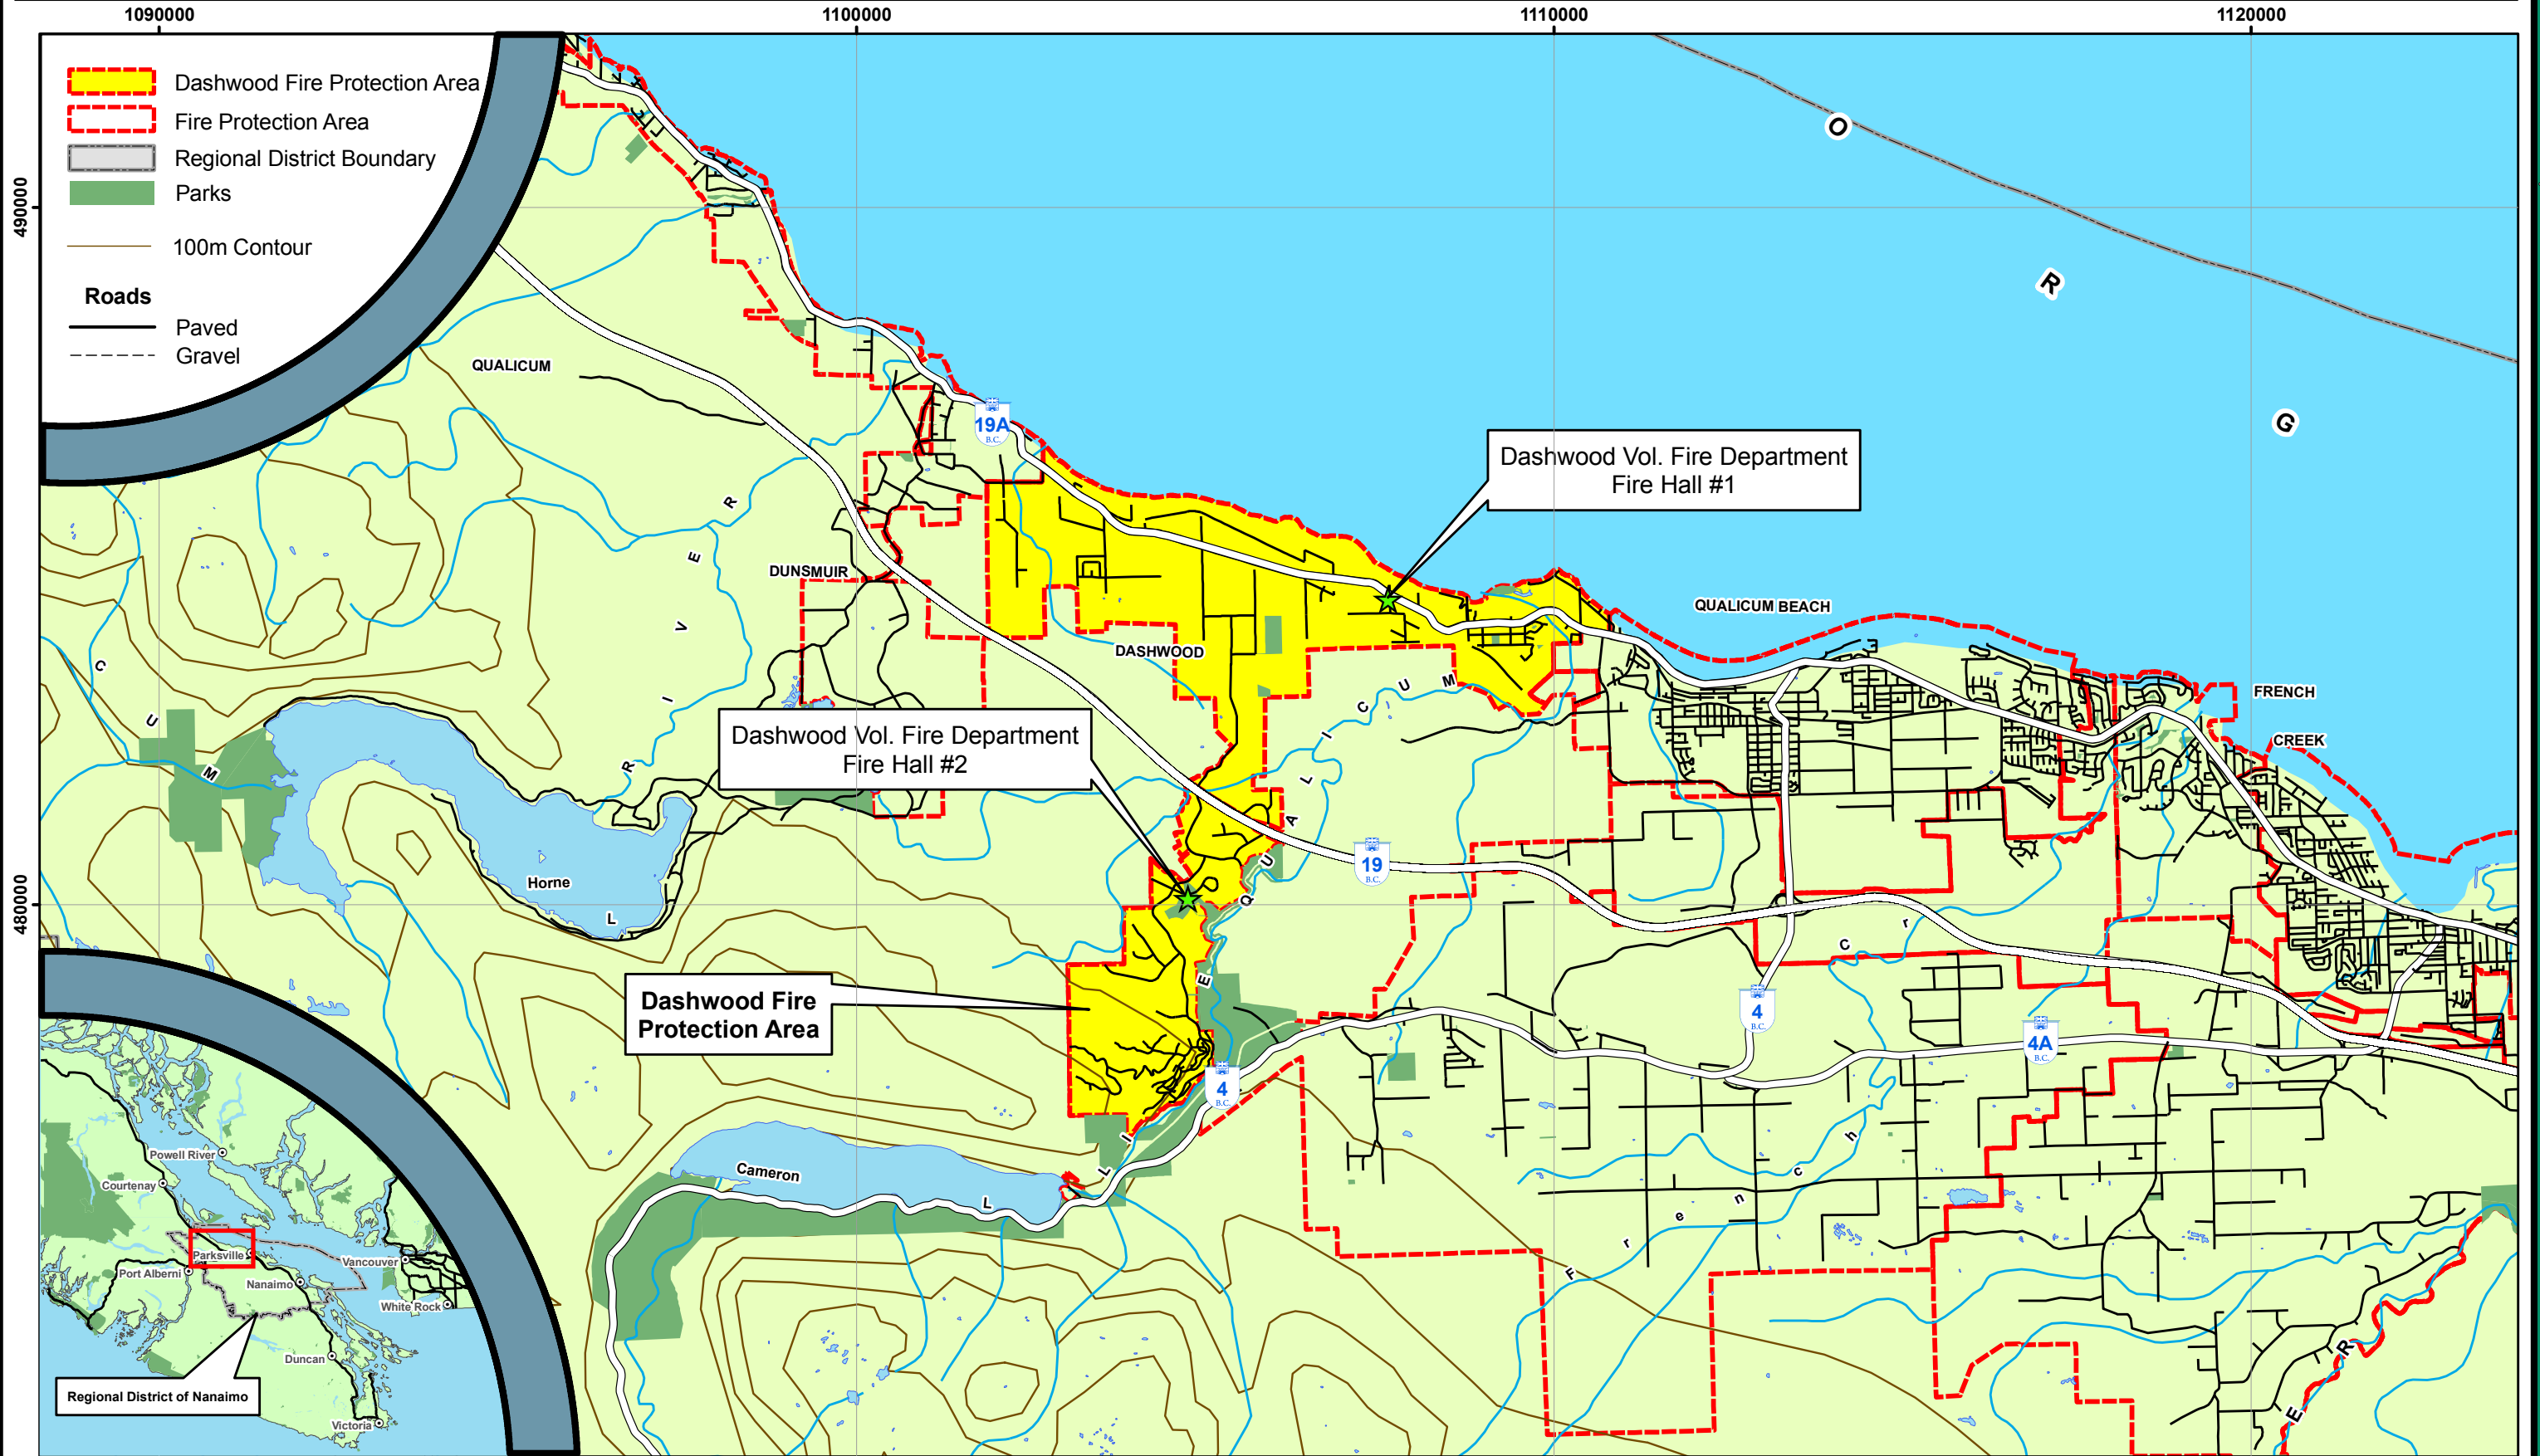 1090000
1100000
1110000
1120000
490000
480000
Dashwood Fire Protection Area
Fire Protection Area
Regional District Boundary
Parks
100m Contour
Roads
Paved
Gravel
O
R
G
QUALICUM
19A
B.C.
Dashwood Vol. Fire Department
Fire Hall #1
R I V E R
DUNSMUIR
QUALICUM BEACH
DASHWOOD
C U M
FRENCH
CREEK
Dashwood Vol. Fire Department
Fire Hall #2
L I T T L E Q U A L I C U M
19
B.C.
Horne
L
Dashwood Fire
Protection Area
4
B.C.
4
B.C.
4A
B.C.
F r e n c h
C r
Cameron
L
E R
Powell River
Courtenay
Parksville
Port Alberni
Nanaimo
Vancouver
White Rock
Duncan
Victoria
Regional District of Nanaimo